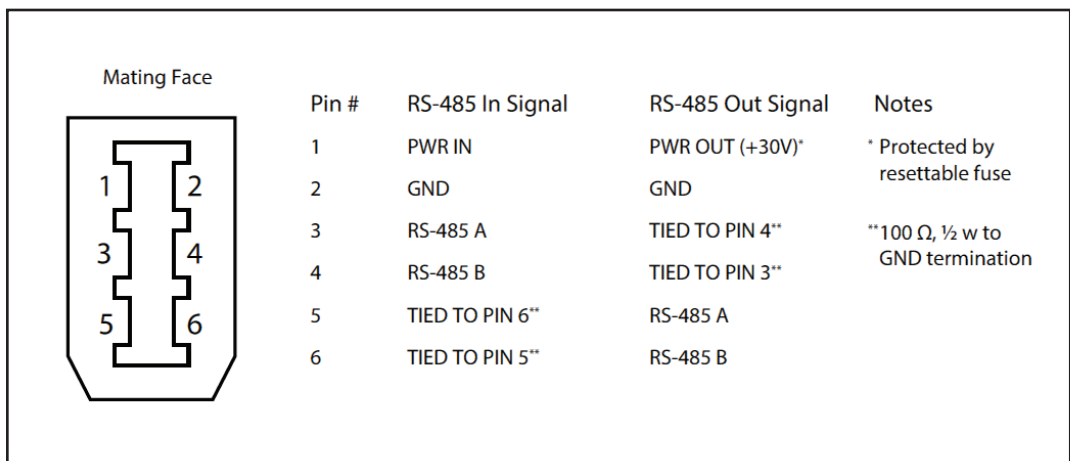 Mating Face
1 2
3 4
5 6
Pin # RS-485 In Signal RS-485 Out Signal Notes
1 PWR IN PWR OUT (+30V)* * Protected by
resettable fuse
2 GND GND
3 RS-485 A TIED TO PIN 4** **100 Ω, ½ w to
GND termination
4 RS-485 B TIED TO PIN 3**
5 TIED TO PIN 6** RS-485 A
6 TIED TO PIN 5** RS-485 B